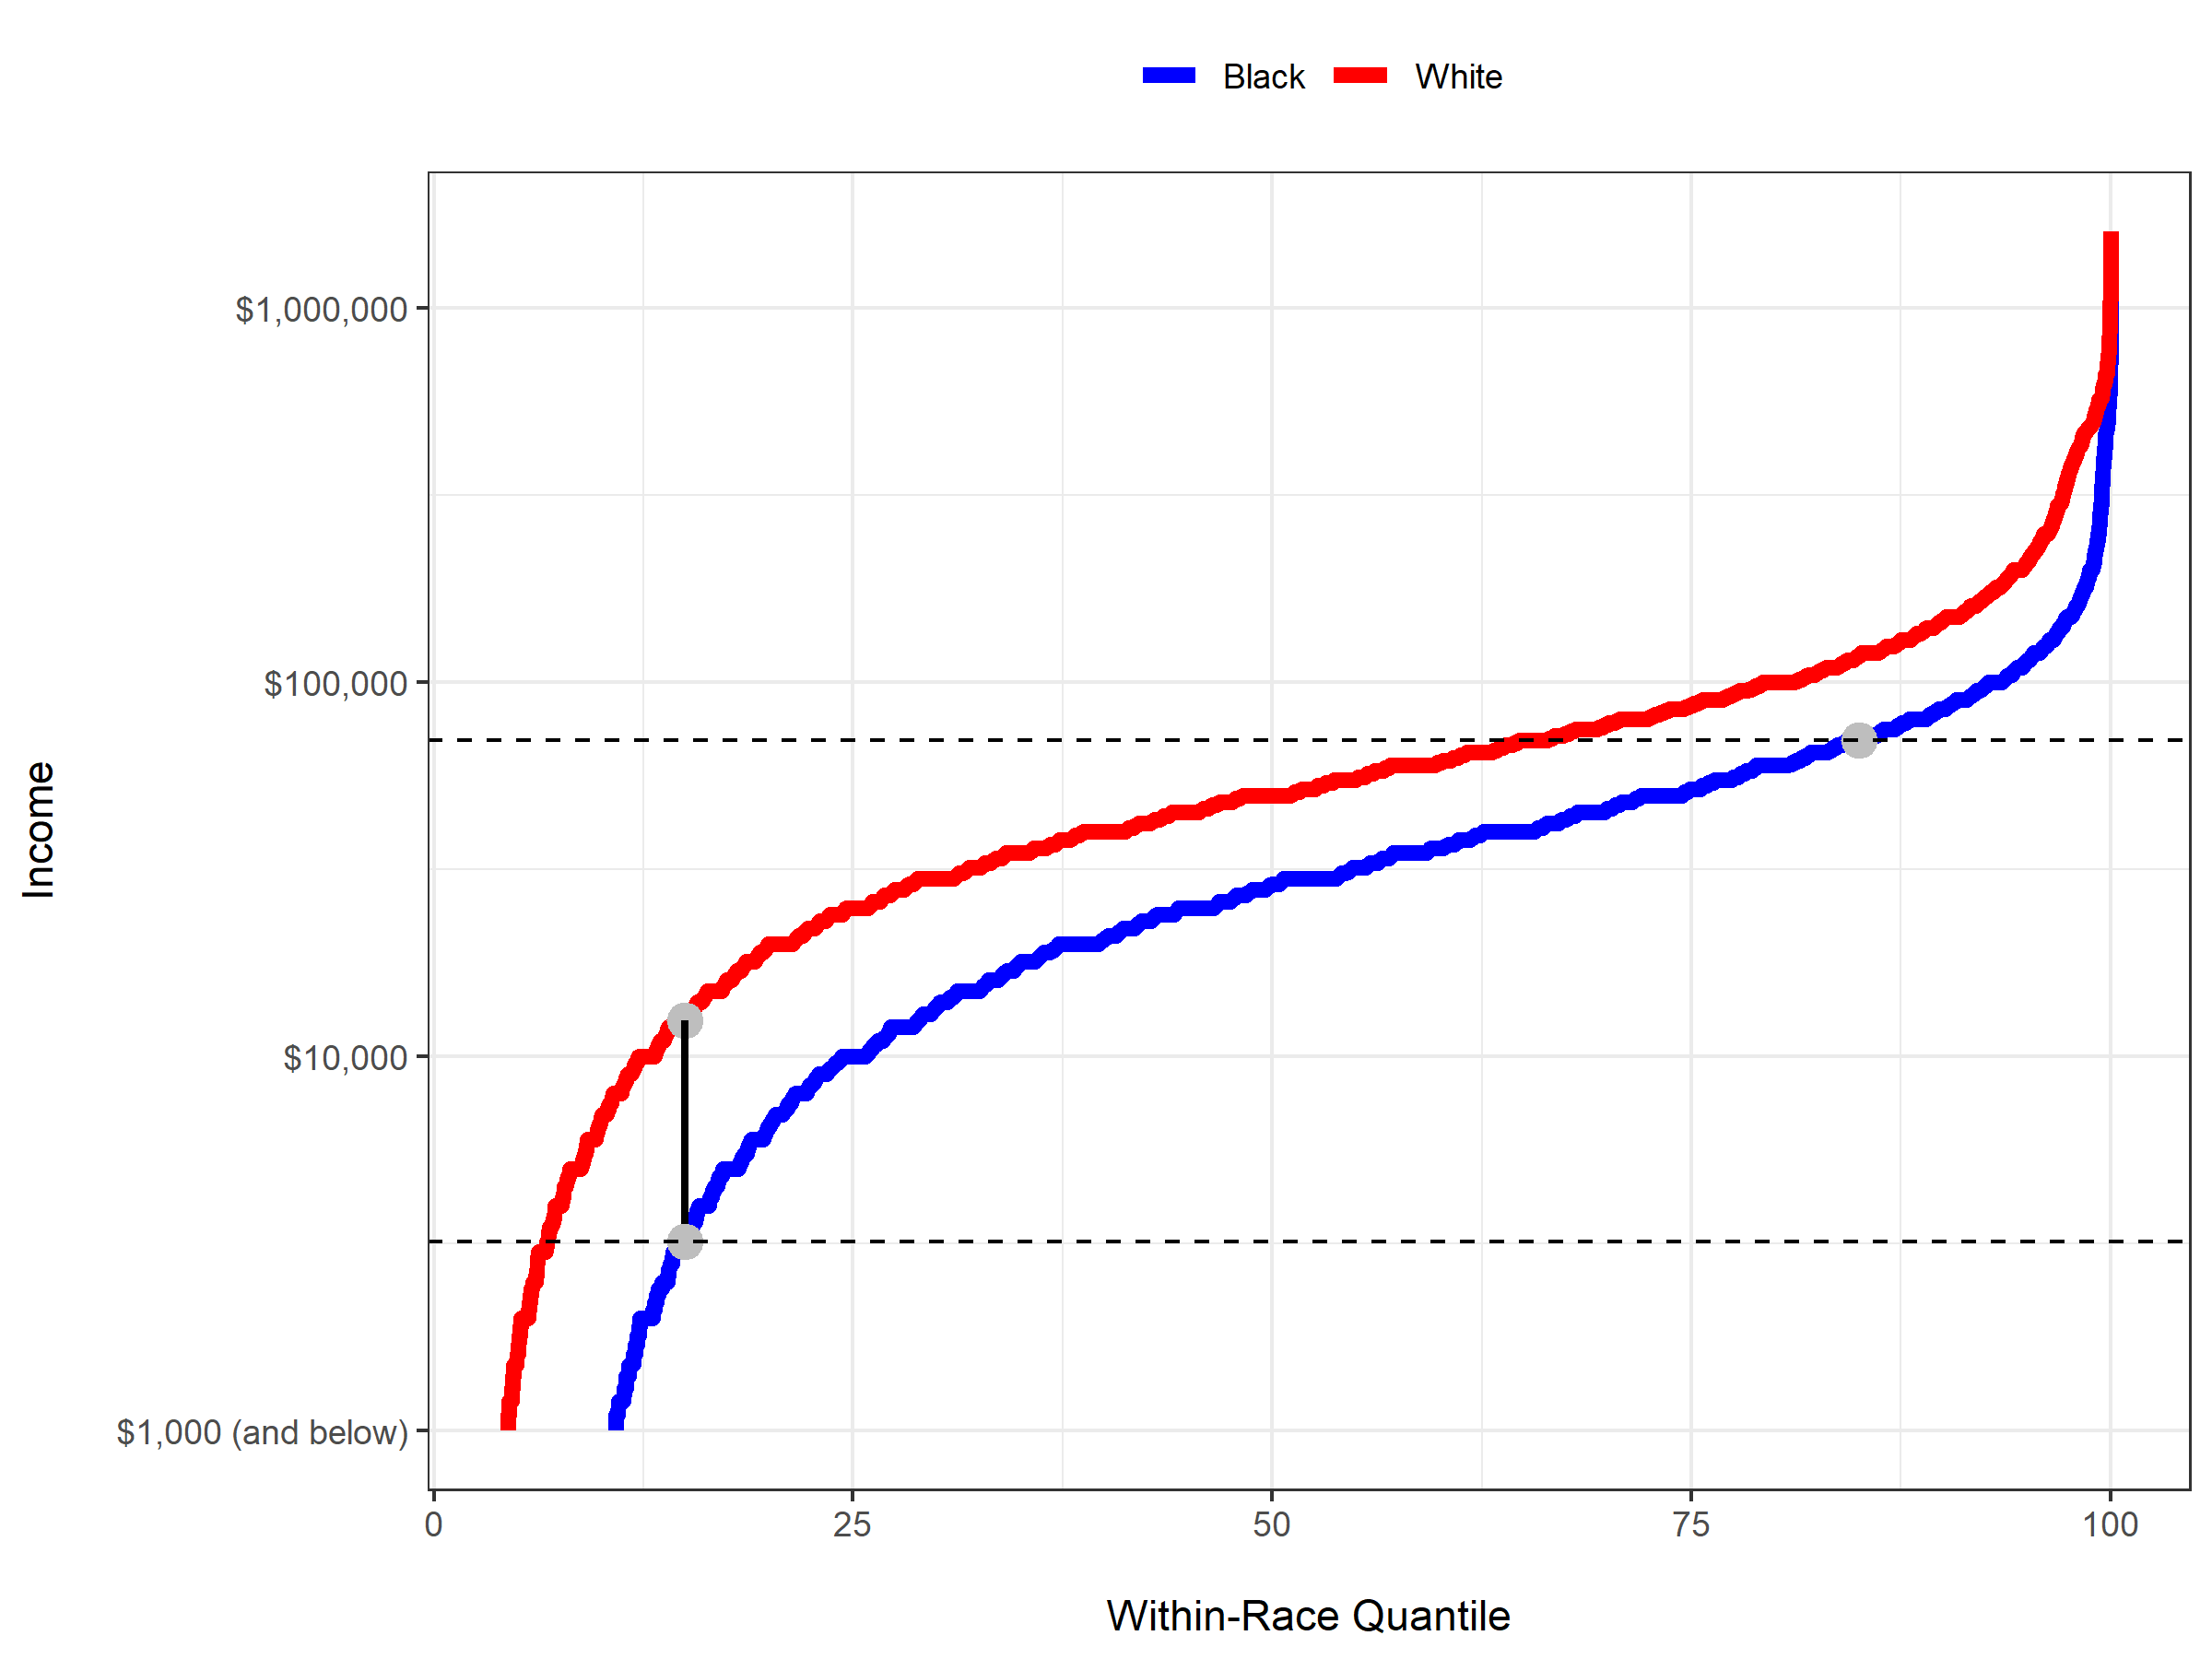 Black White
$1,000,000
$100,000
$10,000
$1,000 (and below)
Income
0 25 50 75 100
Within-Race Quantile